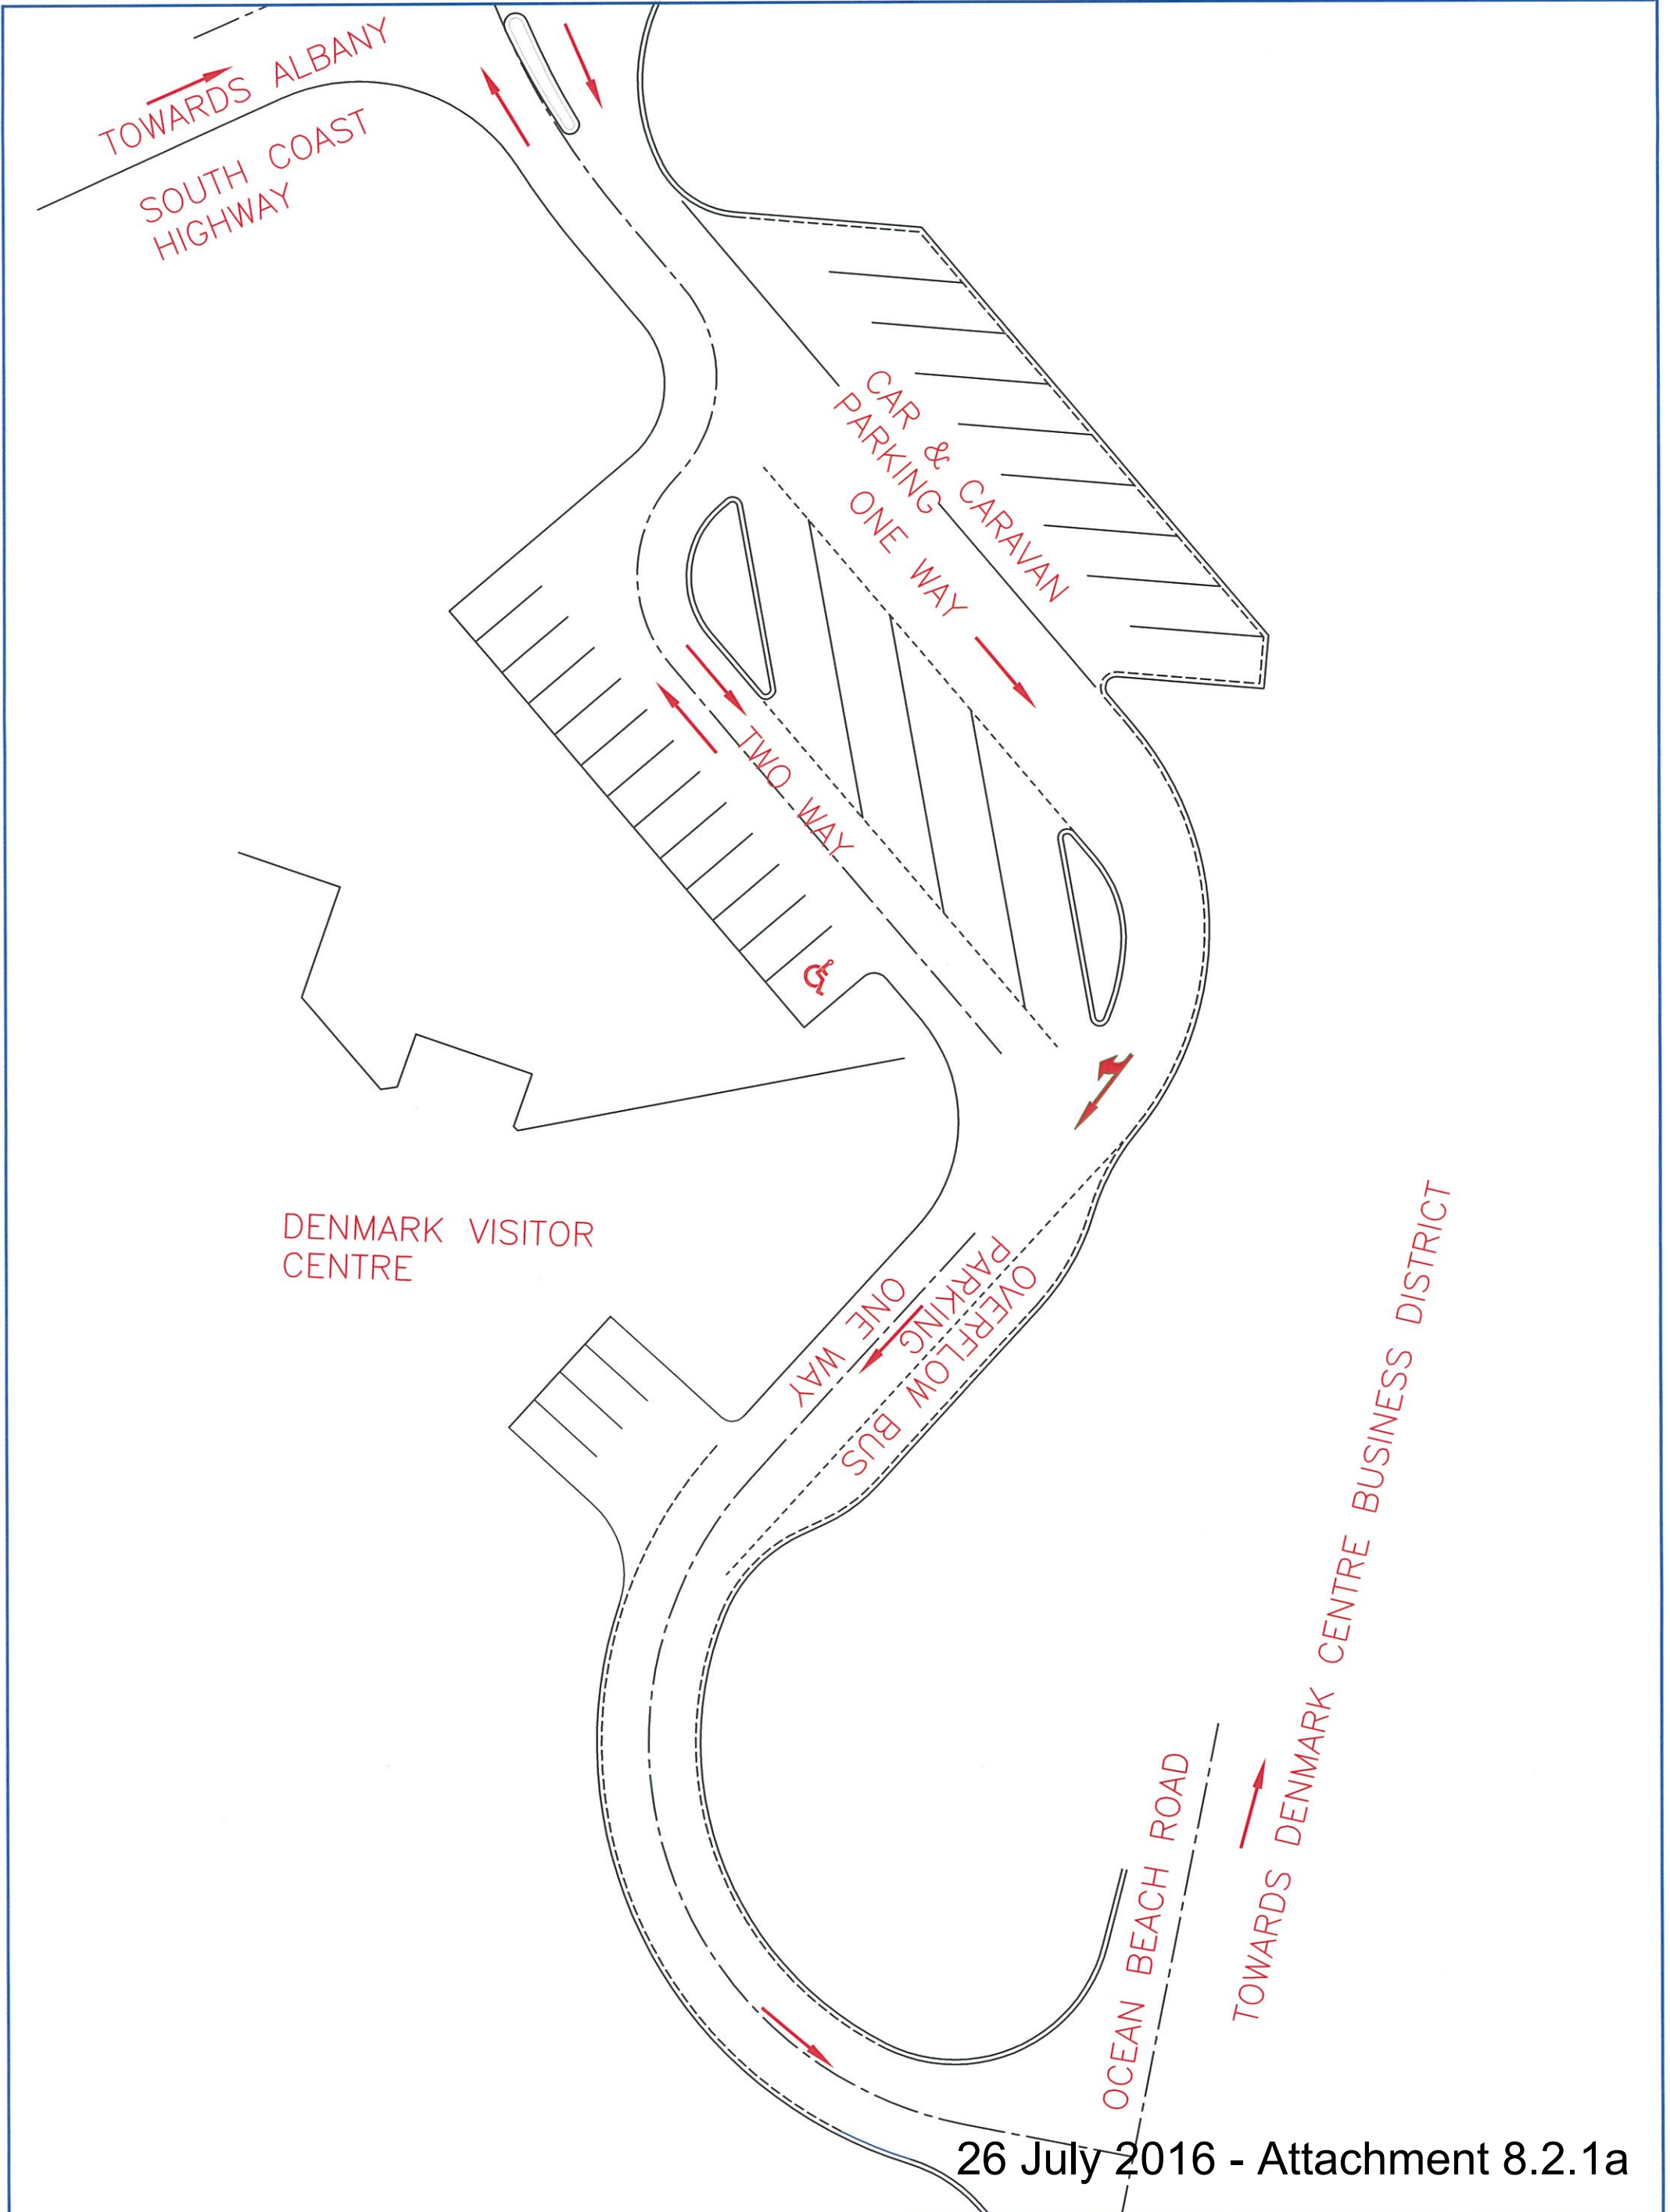 TOWARDS ALBANY
SOUTH COAST
HIGHWAY
CAR & CARAVAN
PARKING
ONE WAY
TWO WAY
DENMARK VISITOR
CENTRE
ONE WAY
OVERFLOW BUS
PARKING
OCEAN BEACH ROAD
TOWARDS DENMARK CENTRE BUSINESS DISTRICT
26 July 2016 - Attachment 8.2.1a